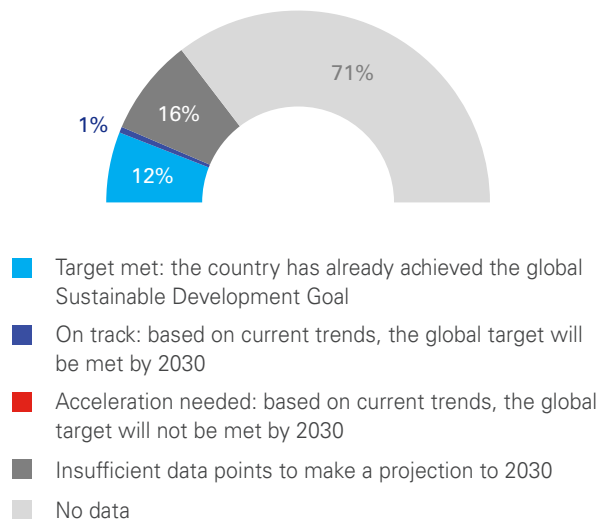 71%
16%
1%
12%
Target met: the country has already achieved the global
Sustainable Development Goal
On track: based on current trends, the global target will
be met by 2030
Acceleration needed: based on current trends, the global
target will not be met by 2030
Insufficient data points to make a projection to 2030
No data